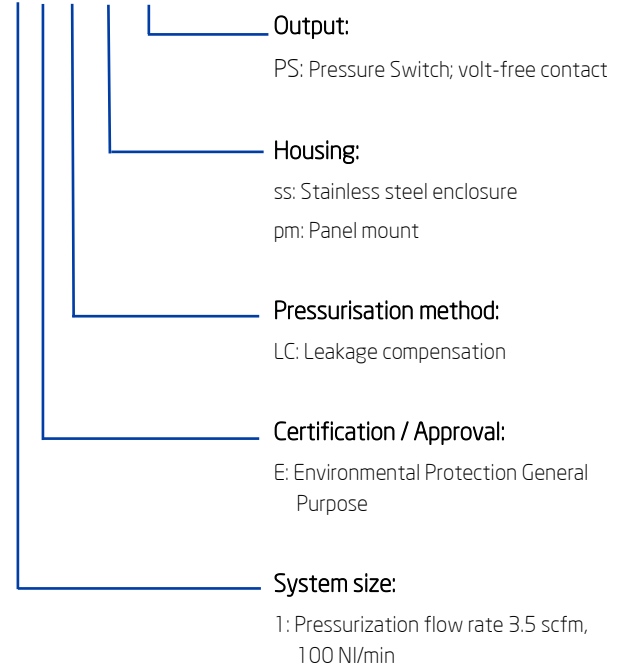 Output:
PS: Pressure Switch; volt-free contact
Housing:
ss: Stainless steel enclosure
pm: Panel mount
Pressurisation method:
LC: Leakage compensation
Certification / Approval:
E: Environmental Protection General
Purpose
System size:
1: Pressurization flow rate 3.5 scfm,
100 Nl/min